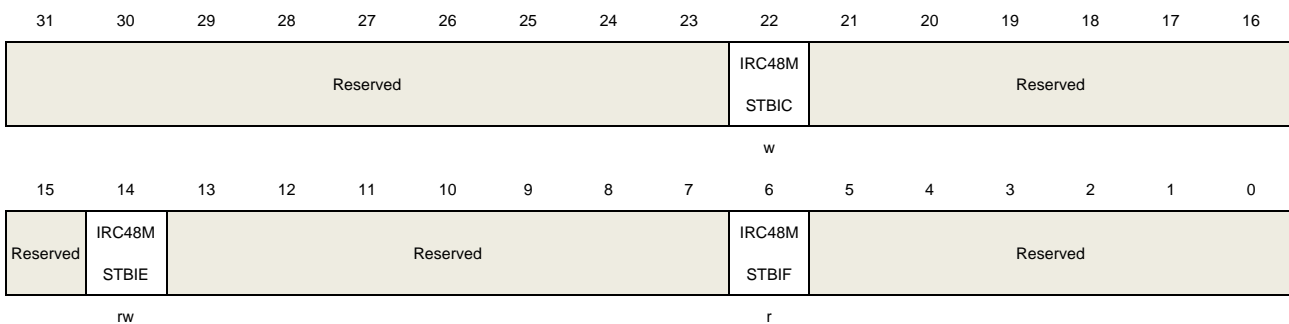 31 30 29 28 27 26 25 24 23 22 21 20 19 18 17 16
Reserved
IRC48M
STBIC
Reserved
w
15 14 13 12 11 10 9 8 7 6 5 4 3 2 1 0
Reserved
IRC48M
STBIE
Reserved
IRC48M
STBIF
Reserved
rw r